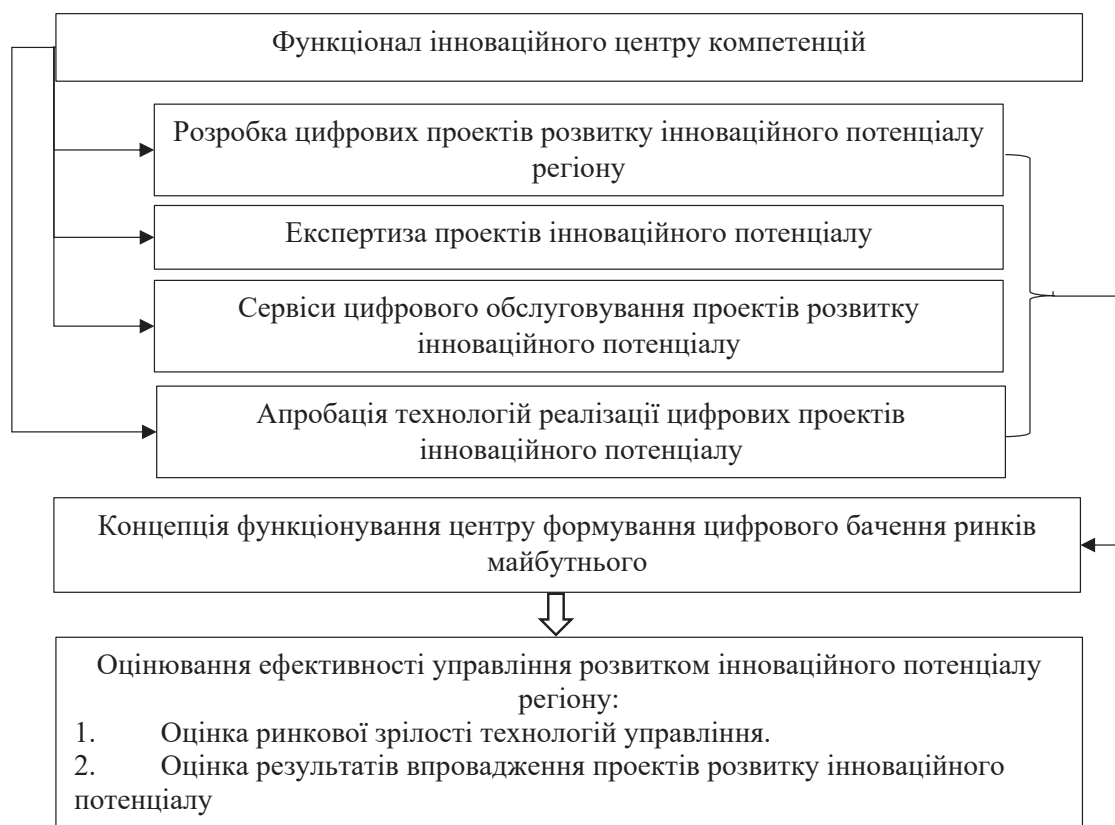 Функціонал інноваційного центру компетенцій
Розробка цифрових проектів розвитку інноваційного потенціалу
регіону
Експертиза проектів інноваційного потенціалу
Сервіси цифрового обслуговування проектів розвитку
інноваційного потенціалу
Апробація технологій реалізації цифрових проектів
інноваційного потенціалу
Концепція функціонування центру формування цифрового бачення ринків
майбутнього
Оцінювання ефективності управління розвитком інноваційного потенціалу
регіону:
1. Оцінка ринкової зрілості технологій управління.
2. Оцінка результатів впровадження проектів розвитку інноваційного
потенціалу